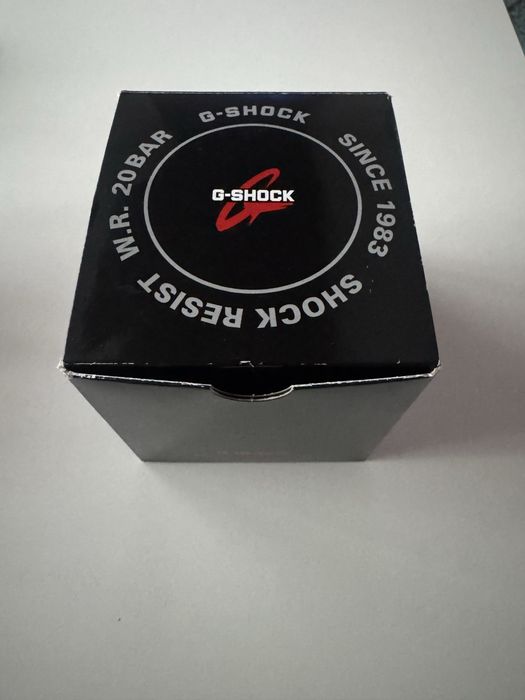 G-SHOCK
SINCE 1983
SHOCK RESIST
W.R. 20BAR
G-SHOCK